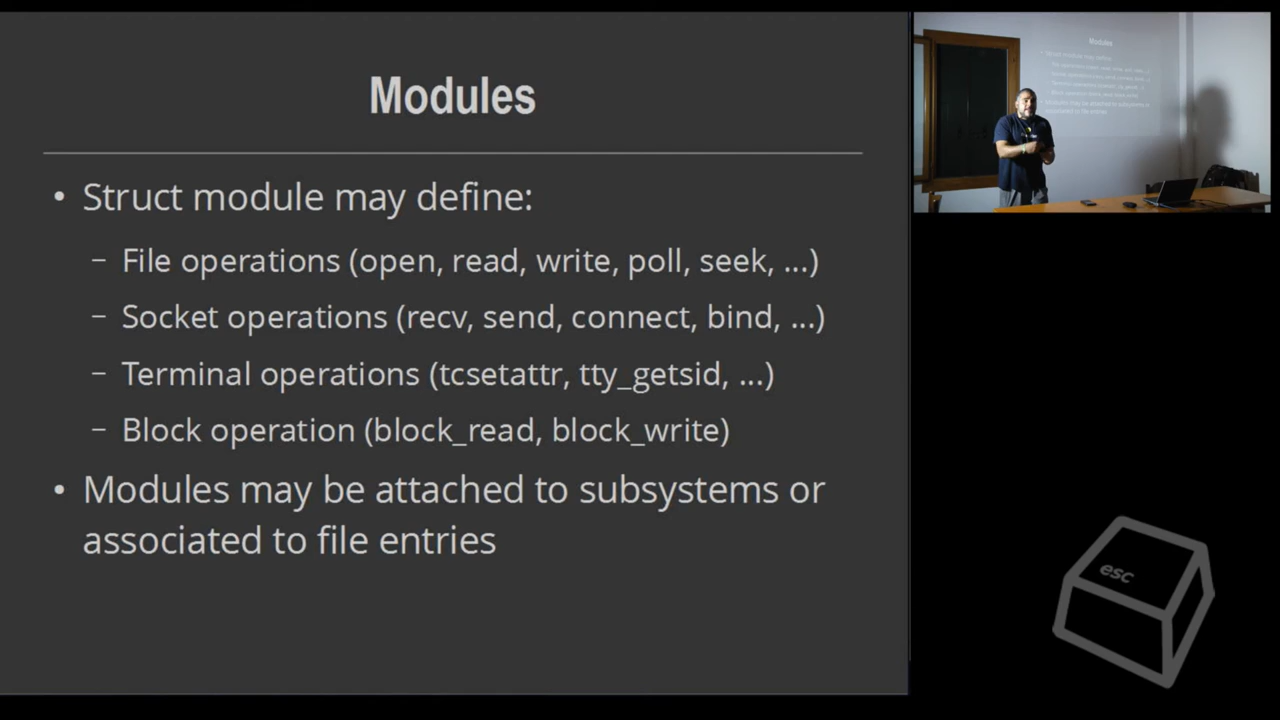 Modules
• Struct module may define:
– File operations (open, read, write, poll, seek, ...)
– Socket operations (recv, send, connect, bind, ...)
– Terminal operations (tcsetattr, tty_getsid, ...)
– Block operation (block_read, block_write)
• Modules may be attached to subsystems or
associated to file entries
Modules
esc